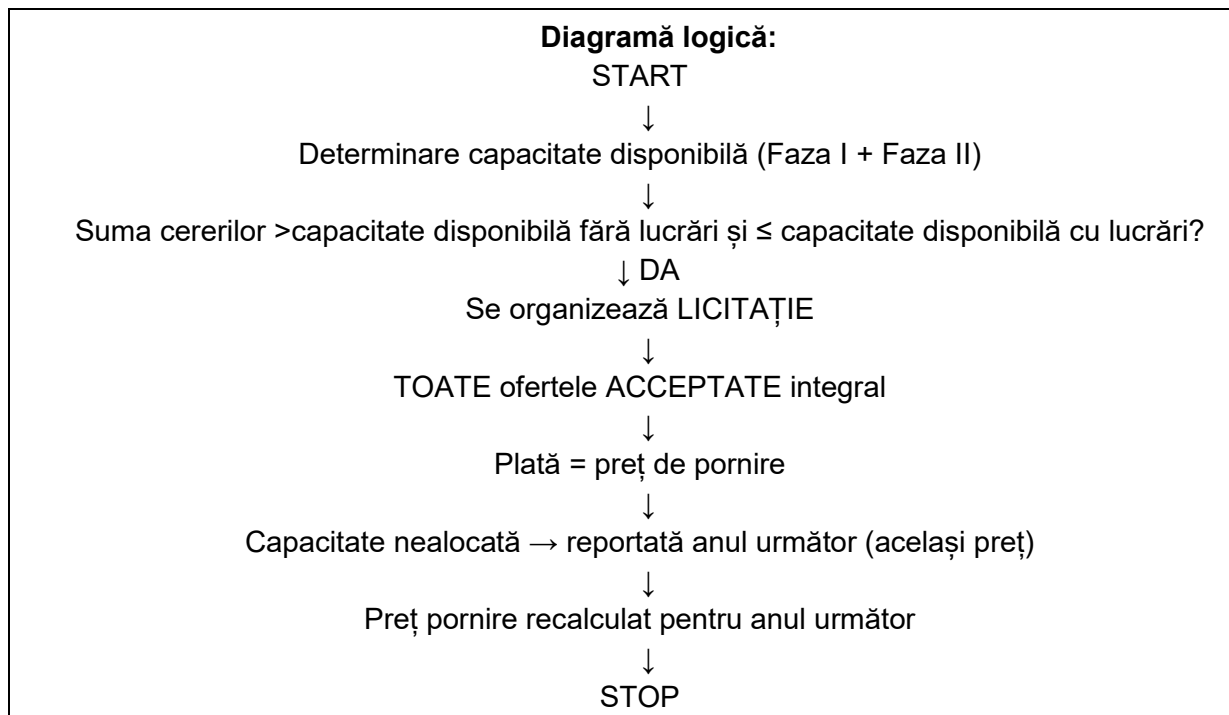 Diagramă logică:
START
↓
Determinare capacitate disponibilă (Faza I + Faza II)
↓
Suma cererilor >capacitate disponibilă fără lucrări și ≤ capacitate disponibilă cu lucrări?
↓ DA
Se organizează LICITAȚIE
↓
TOATE ofertele ACCEPTATE integral
↓
Plată = preț de pornire
↓
Capacitate nealocată → reportată anul următor (același preț)
↓
Preț pornire recalculat pentru anul următor
↓
STOP